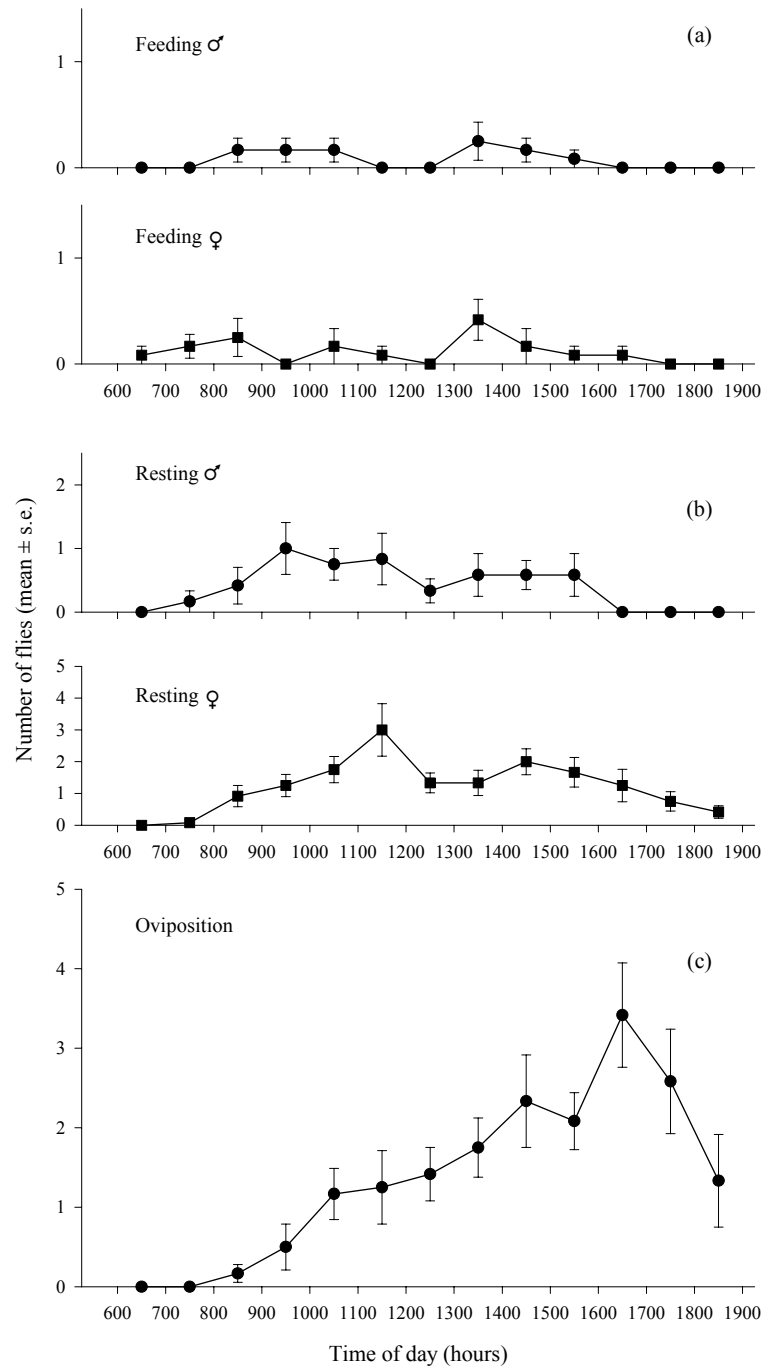 Feeding ♂
(a)
1
0
Feeding ♀
1
0
600 700 800 900 1000 1100 1200 1300 1400 1500 1600 1700 1800 1900
Number of flies (mean ± s.e.)
Resting ♂
(b)
2
1
0
Resting ♀
5
4
3
2
1
0
600 700 800 900 1000 1100 1200 1300 1400 1500 1600 1700 1800 1900
Oviposition
(c)
5
4
3
2
1
0
600 700 800 900 1000 1100 1200 1300 1400 1500 1600 1700 1800 1900
Time of day (hours)